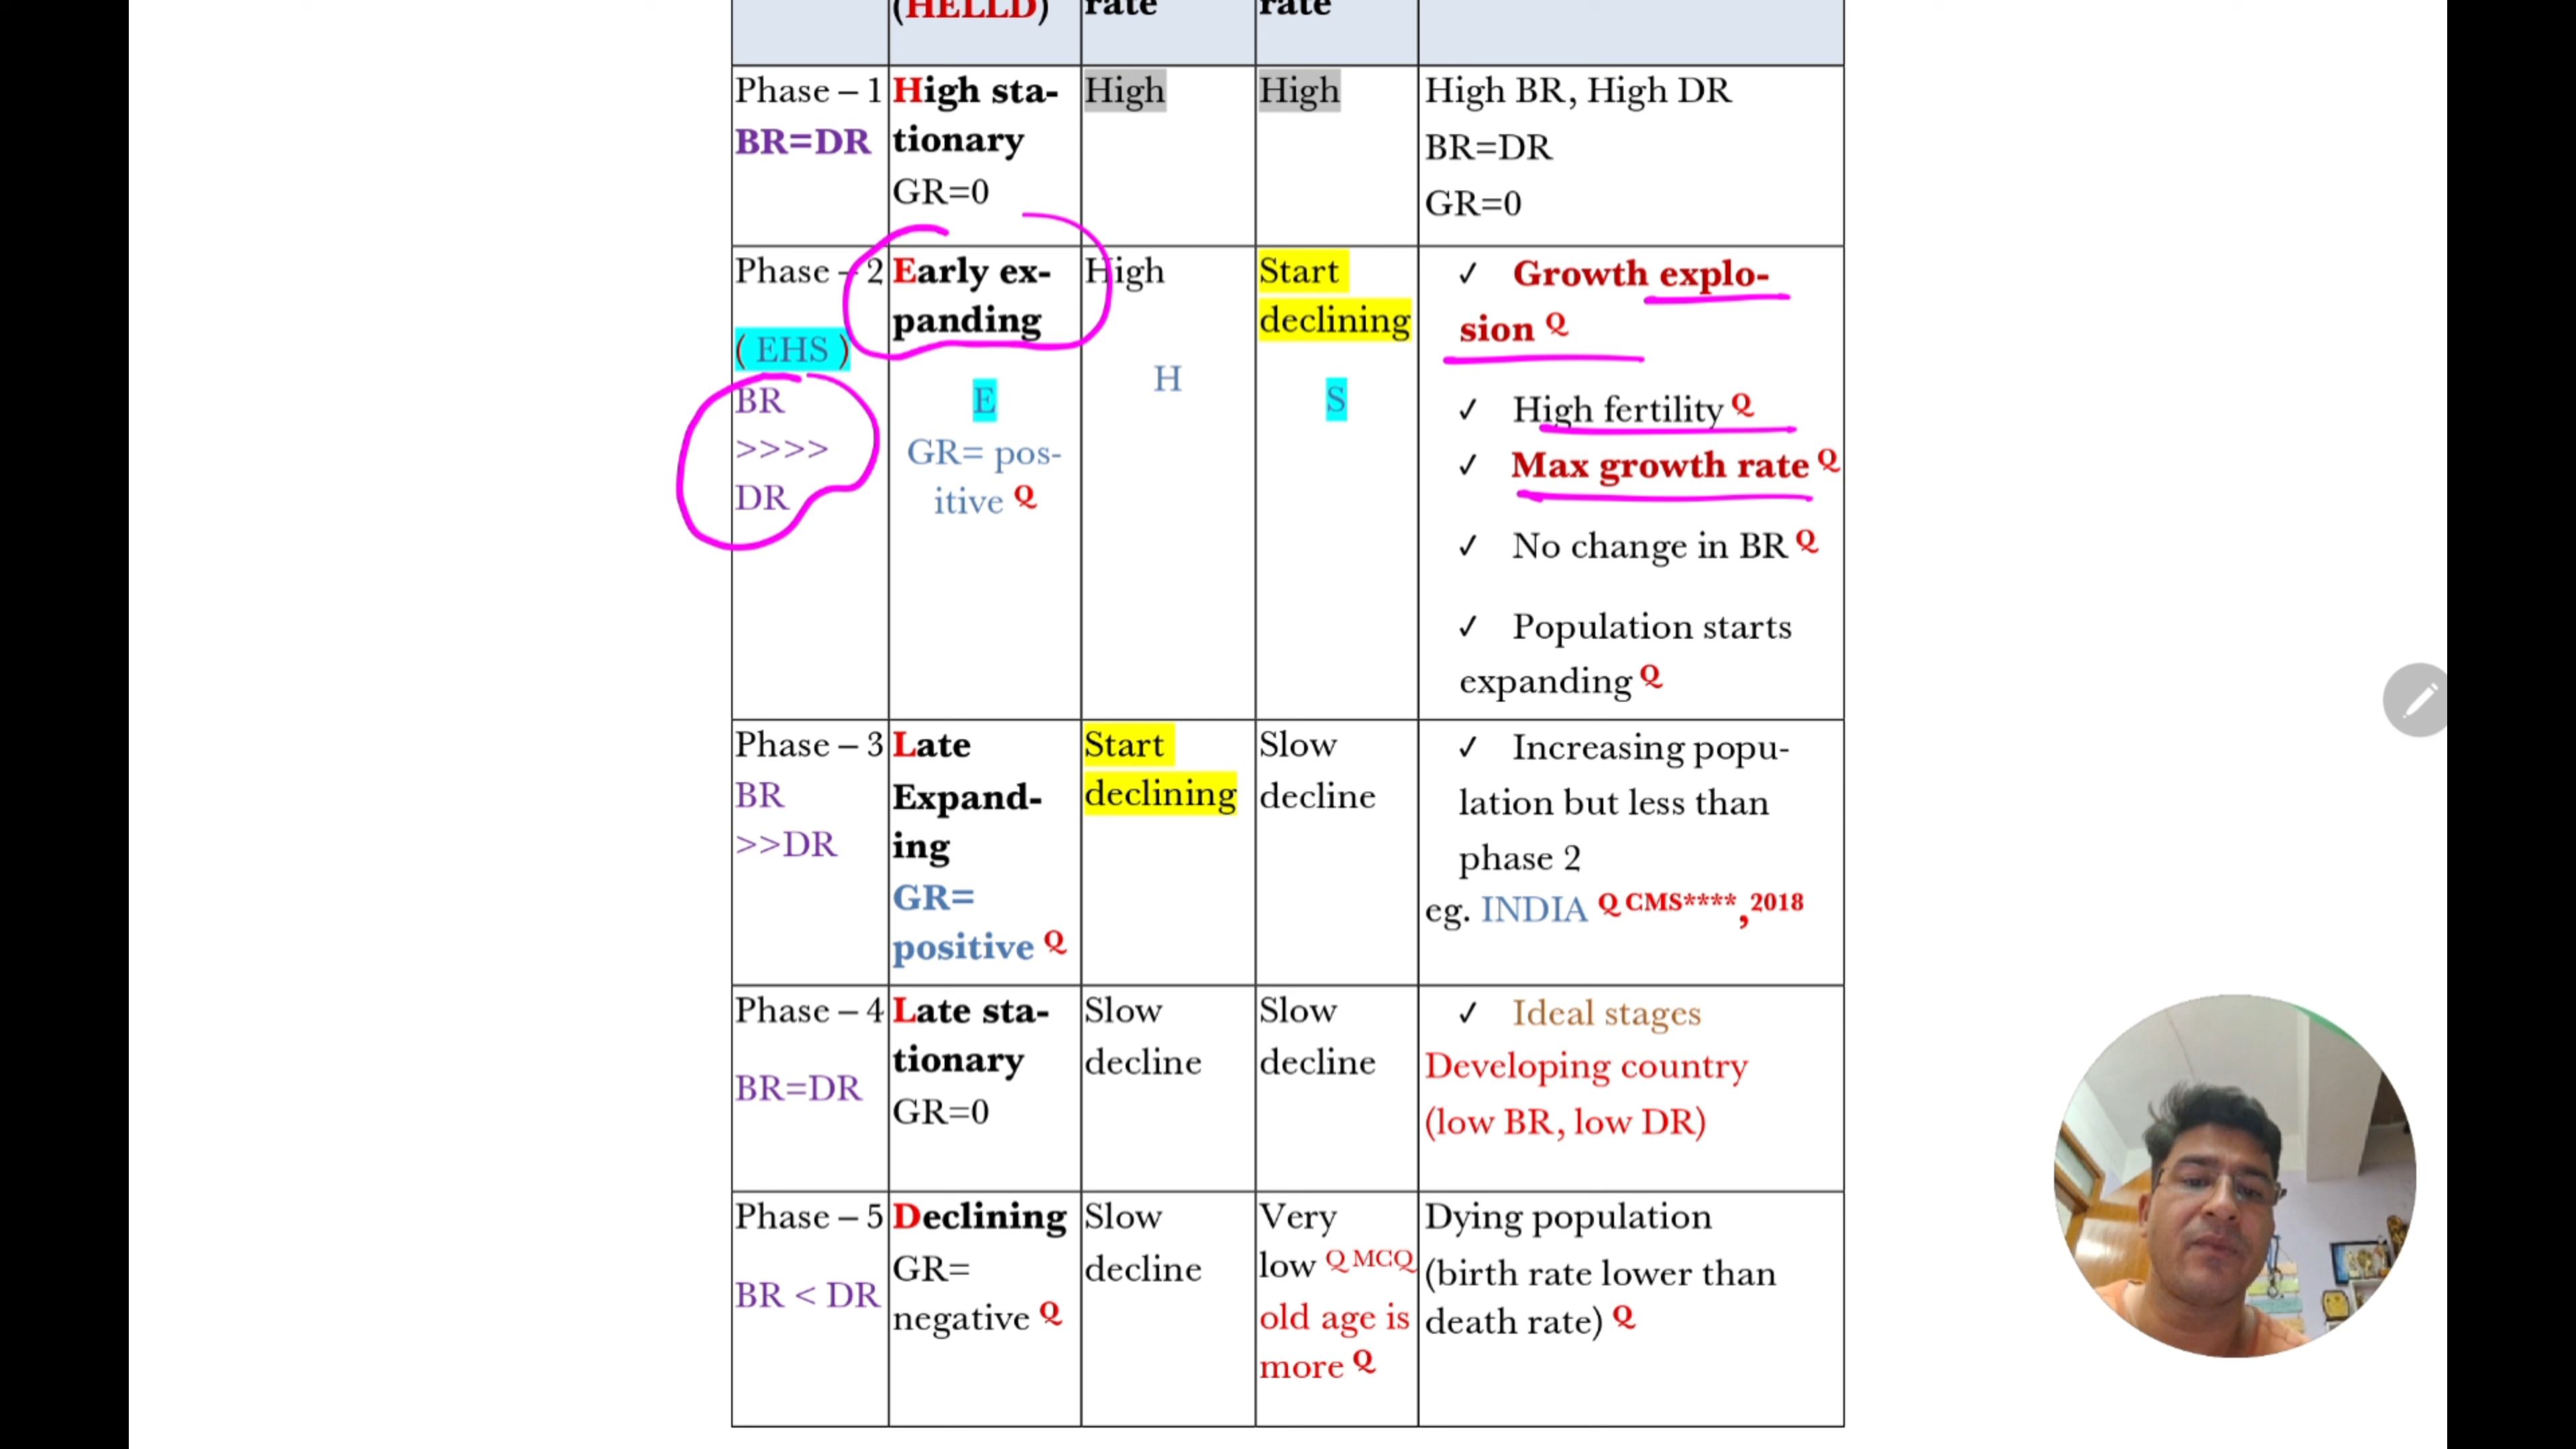 (HELLD)
rate
rate
Phase – 1
BR=DR
High sta-
tionary
GR=0
High
High
High BR, High DR
BR=DR
GR=0
Phase – 2
( EHS )
BR
>>>>
DR
Early ex-
panding
E
GR= pos-
itive Q
High
H
Start
declining
S
✓ Growth explo-
sion Q
✓ High fertility Q
✓ Max growth rate Q
✓ No change in BR Q
✓ Population starts
expanding Q
Phase – 3
BR
>>DR
Late
Expand-
ing
GR=
positive Q
Start
declining
Slow
decline
✓ Increasing popu-
lation but less than
phase 2
eg. INDIA Q CMS****, 2018
Phase – 4
BR=DR
Late sta-
tionary
GR=0
Slow
decline
Slow
decline
✓ Ideal stages
Developing country
(low BR, low DR)
Phase – 5
BR < DR
Declining
GR=
negative Q
Slow
decline
Very
low Q MCQ
old age is
more Q
Dying population
(birth rate lower than
death rate) Q